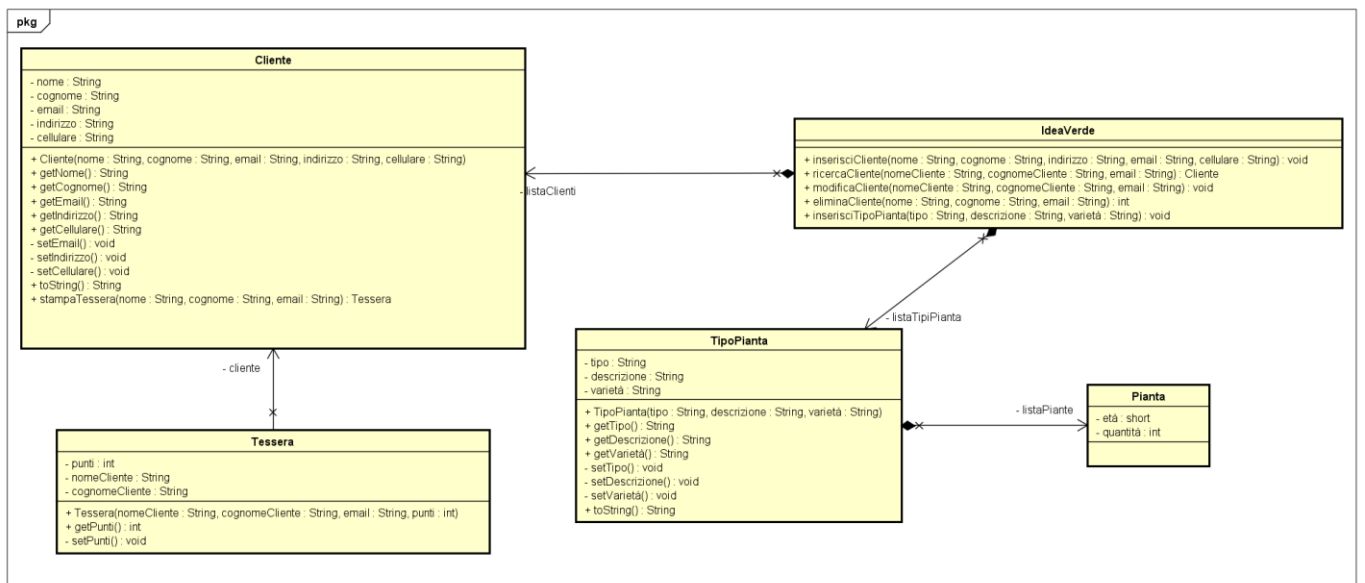 pkg
Cliente
- nome : String
- cognome : String
- email : String
- indirizzo : String
- cellulare : String
+ Cliente(nome : String, cognome : String, email : String, indirizzo : String, cellulare : String)
+ getNome() : String
+ getCognome() : String
+ getEmail() : String
+ getIndirizzo() : String
+ getCellulare() : String
- setEmail() : void
- setIndirizzo() : void
- setCellulare() : void
+ toString() : String
+ stampaTessera(nome : String, cognome : String, email : String) : Tessera
IdeaVerde
+ inserisciCliente(nome : String, cognome : String, indirizzo : String, email : String, cellulare : String) : void
+ ricercaCliente(nomeCliente : String, cognomeCliente : String, email : String) : Cliente
+ modificaCliente(nomeCliente : String, cognomeCliente : String, email : String) : void
+ eliminaCliente(nome : String, cognome : String, email : String) : int
+ inserisciTipoPianta(tipo : String, descrizione : String, varietà : String) : void
- listaClienti
- listaTipiPianta
- cliente
TipoPianta
- tipo : String
- descrizione : String
- varietà : String
+ TipoPianta(tipo : String, descrizione : String, varietà : String)
+ getTipo() : String
+ getDescrizione() : String
+ getVarietà() : String
- setTipo() : void
- setDescrizione() : void
- setVarietà() : void
+ toString() : String
- listaPiante
Pianta
- età : short
- quantità : int
Tessera
- punti : int
- nomeCliente : String
- cognomeCliente : String
+ Tessera(nomeCliente : String, cognomeCliente : String, email : String, punti : int)
+ getPunti() : int
- setPunti() : void